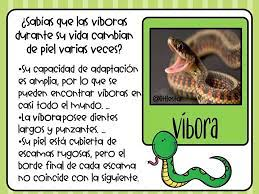 ¿Sabías que las víboras
durante su vida cambian
de piel varias veces?
•Su capacidad de adaptación
es amplia, por lo que se
pueden encontrar víboras en
casi todo el mundo. _
•La víbora posee dientes
largos y punzantes. _
•Su piel está cubierta de
escamas rugosas, pero el
borde final de cada escama
no coincide con la siguiente.
víbora